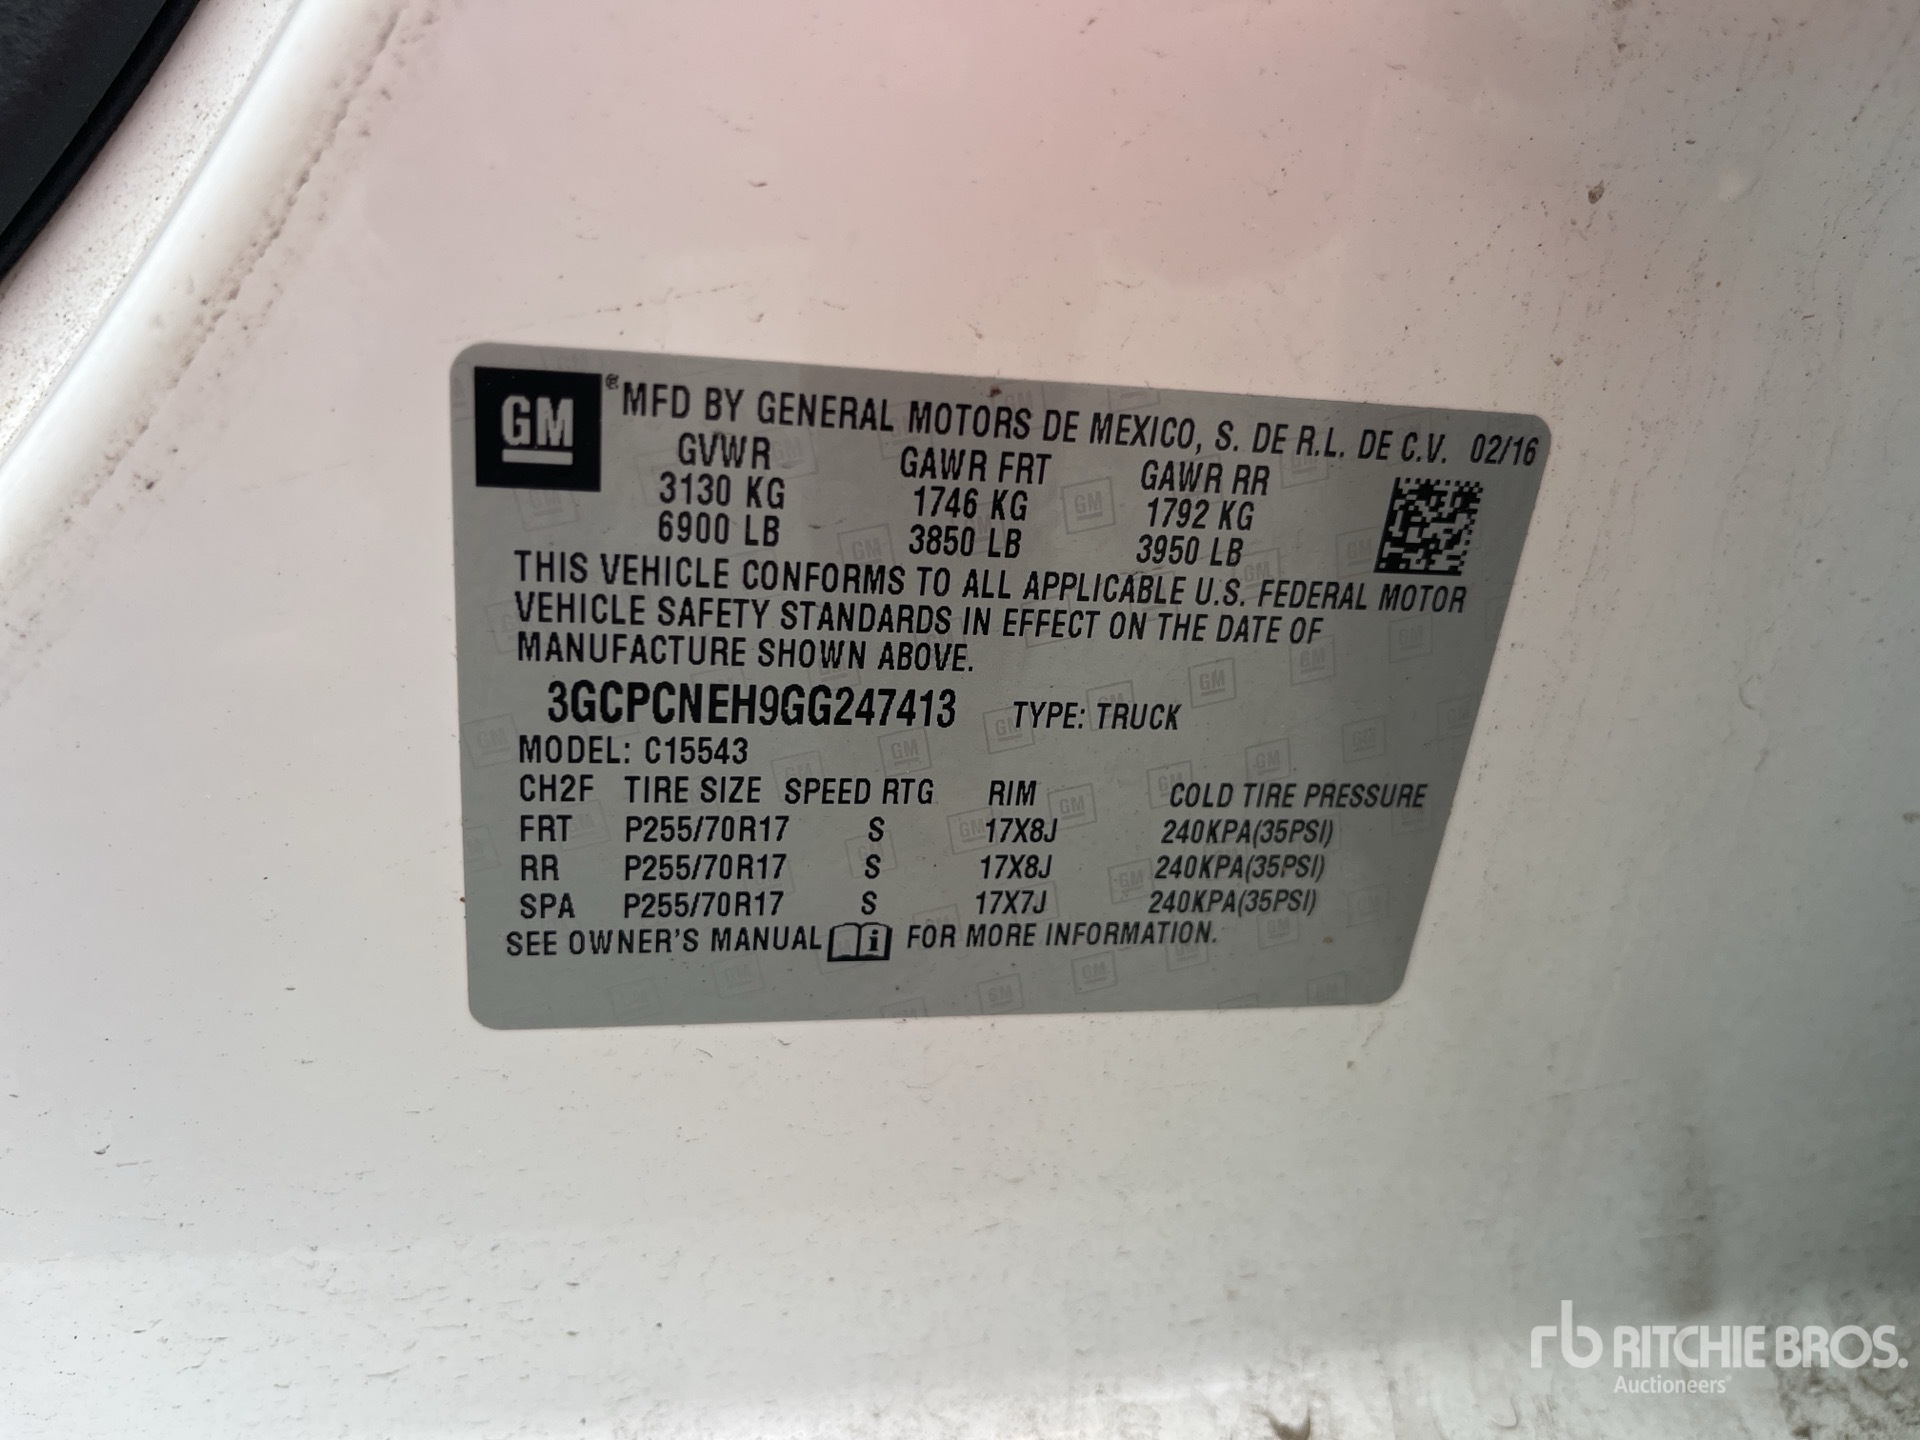 GM ® MFD BY GENERAL MOTORS DE MEXICO, S. DE R.L. DE C.V. 02/16
GVWR GAWR FRT GAWR RR
3130 KG 1746 KG 1792 KG
6900 LB 3850 LB 3950 LB
THIS VEHICLE CONFORMS TO ALL APPLICABLE U.S. FEDERAL MOTOR
VEHICLE SAFETY STANDARDS IN EFFECT ON THE DATE OF
MANUFACTURE SHOWN ABOVE.
3GCPCNEH9GG247413 TYPE: TRUCK
MODEL: C15543
CH2F TIRE SIZE SPEED RTG RIM COLD TIRE PRESSURE
FRT P255/70R17 S 17X8J 240KPA(35PSI)
RR P255/70R17 S 17X8J 240KPA(35PSI)
SPA P255/70R17 S 17X7J 240KPA(35PSI)
SEE OWNER'S MANUAL i FOR MORE INFORMATION.
rb RITCHIE BROS.
Auctioneers